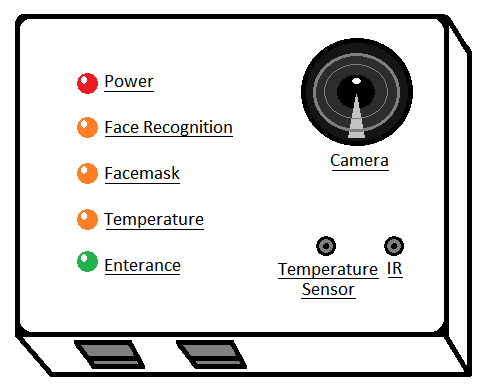 Power
Face Recognition
Camera
Facemask
Temperature
Enterance
Temperature
Sensor
IR